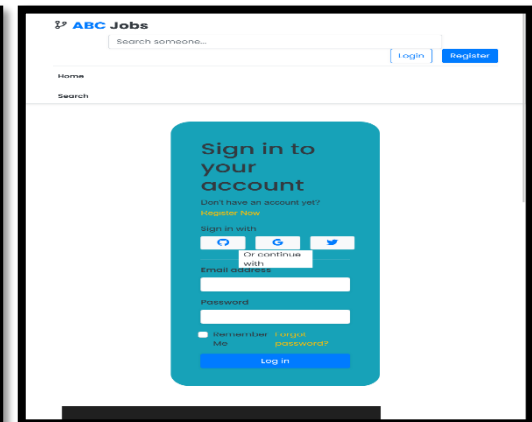 ABC Jobs
Search someone...
Login Register
Home
Search
Sign in to
your
account
Don't have an account yet?
Register Now
Sign in with
Or continue
with
Email address
Password
Remember Forgot
Me password?
Log in